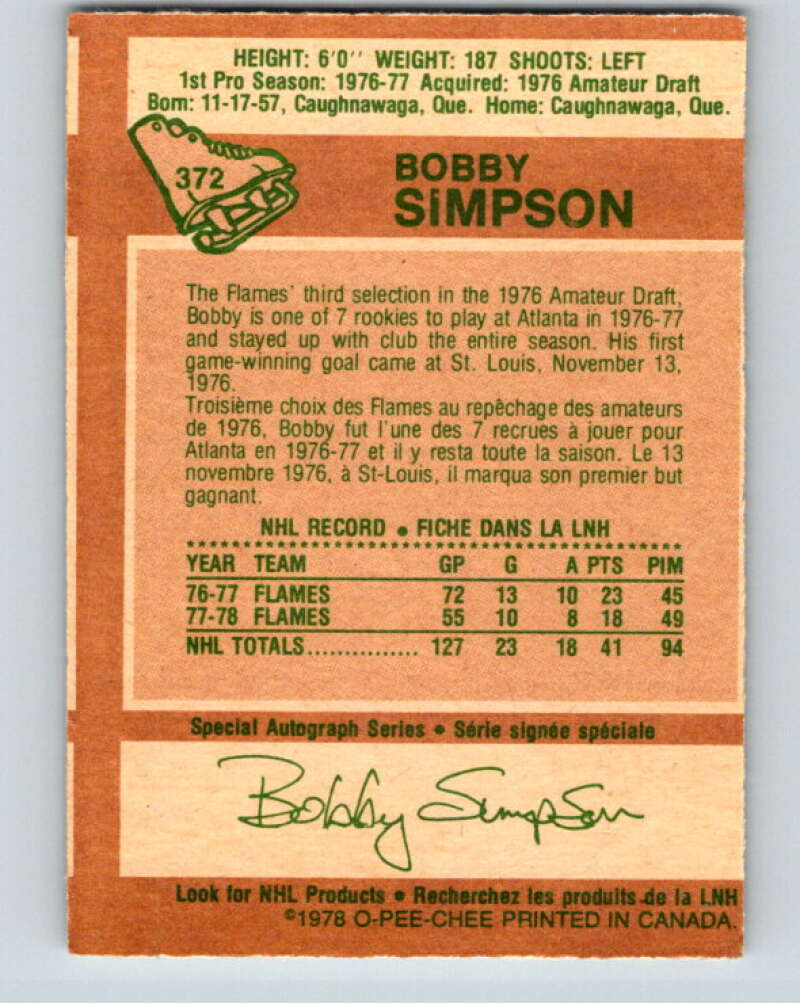 HEIGHT: 6'0'' WEIGHT: 187 SHOOTS: LEFT
1st Pro Season: 1976-77 Acquired: 1976 Amateur Draft
Born: 11-17-57, Caughnawaga, Que. Home: Caughnawaga, Que.
372
BOBBY
SiMPSON
The Flames' third selection in the 1976 Amateur Draft,
Bobby is one of 7 rookies to play at Atlanta in 1976-77
and stayed up with club the entire season. His first
game-winning goal came at St. Louis, November 13,
1976.
Troisième choix des Flames au repêchage des amateurs
de 1976, Bobby fut l'une des 7 recrues à jouer pour
Atlanta en 1976-77 et il y resta toute la saison. Le 13
novembre 1976, à St-Louis, il marqua son premier but
gagnant.
NHL RECORD • FICHE DANS LA LNH
YEAR TEAM GP G A PTS PIM
76-77 FLAMES 72 13 10 23 45
77-78 FLAMES 55 10 8 18 49
NHL TOTALS............... 127 23 18 41 94
Special Autograph Series • Série signée spéciale
Bobby Simpson
Look for NHL Products • Recherchez les produits de la LNH
©1978 O-PEE-CHEE PRINTED IN CANADA.